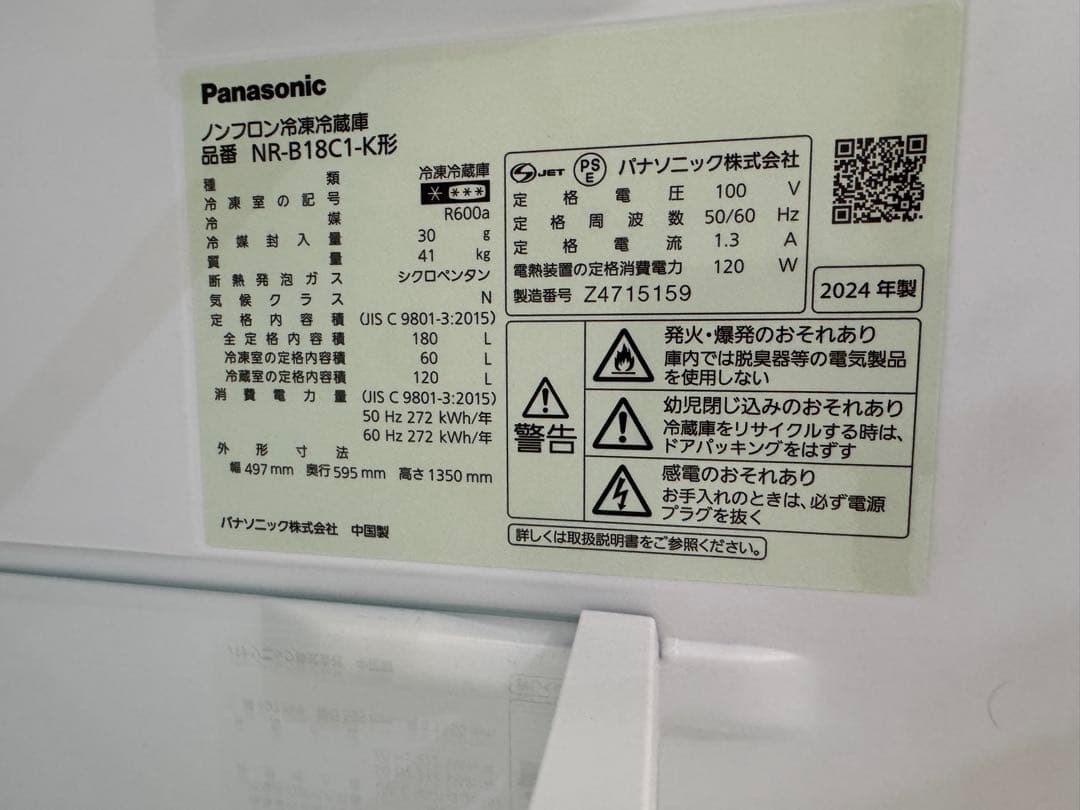 Panasonic
ノンフロン冷凍冷蔵庫
品番 NR-B18C1-K形
種類 冷凍冷蔵庫
冷凍室の記号 * ***
冷媒 R600a
冷媒封入量 30 g
質量 41 kg
断熱発泡ガス シクロペンタン
気候クラス N
定格内容積 (JIS C 9801-3:2015)
全定格内容積 180 L
冷凍室の定格内容積 60 L
冷蔵室の定格内容積 120 L
消費電力量 (JIS C 9801-3:2015)
50 Hz 272 kWh/年
60 Hz 272 kWh/年
外形寸法
幅 497 mm 奥行 595 mm 高さ 1350 mm
パナソニック株式会社 中国製
S JET PS E パナソニック株式会社
定格電圧 100 V
定格周波数 50/60 Hz
定格電流 1.3 A
電熱装置の定格消費電力 120 W
製造番号 Z4715159
2024 年製
警告
発火・爆発のおそれあり
庫内では脱臭器等の電気製品
を使用しない
幼児閉じ込みのおそれあり
冷蔵庫をリサイクルする時は、
ドアパッキングをはずす
感電のおそれあり
お手入れのときは、必ず電源
プラグを抜く
詳しくは取扱説明書をご参照ください。